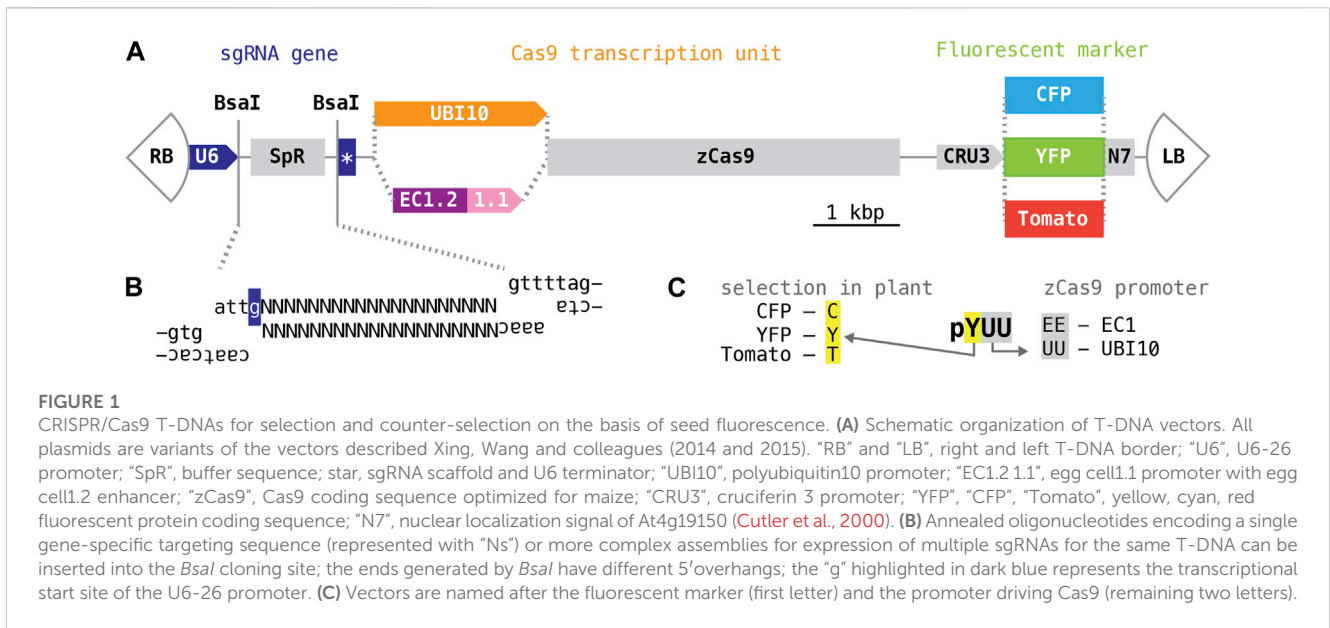 A
sgRNA gene
Cas9 transcription unit
Fluorescent marker
BsaI
BsaI
UBI10
CFP
RB
U6
SpR
*
zCas9
CRU3
YFP
N7
LB
EC1.2
1.1
1 kbp
Tomato
B
gttttag–
atc–
attgNNNNNNNNNNNNNNNNNNN
NNNNNNNNNNNNNNNNNNNcaaa
–gtg
–cactaac
C
selection in plant
zCas9 promoter
CFP – C
YFP – Y
Tomato – T
pYUU
EE – EC1
UU – UBI10
FIGURE 1
CRISPR/Cas9 T-DNAs for selection and counter-selection on the basis of seed fluorescence. (A) Schematic organization of T-DNA vectors. All
plasmids are variants of the vectors described Xing, Wang and colleagues (2014 and 2015). “RB” and “LB”, right and left T-DNA border; “U6”, U6-26
promoter; “SpR”, buffer sequence; star, sgRNA scaffold and U6 terminator; “UBI10”, polyubiquitin10 promoter; “EC1.2 1.1”, egg cell1.1 promoter with egg
cell1.2 enhancer; “zCas9”, Cas9 coding sequence optimized for maize; “CRU3”, cruciferin 3 promoter; “YFP”, “CFP”, “Tomato”, yellow, cyan, red
fluorescent protein coding sequence; “N7”, nuclear localization signal of At4g19150 (Cutler et al., 2000). (B) Annealed oligonucleotides encoding a single
gene-specific targeting sequence (represented with “Ns”) or more complex assemblies for expression of multiple sgRNAs for the same T-DNA can be
inserted into the BsaI cloning site; the ends generated by BsaI have different 5′overhangs; the “g” highlighted in dark blue represents the transcriptional
start site of the U6-26 promoter. (C) Vectors are named after the fluorescent marker (first letter) and the promoter driving Cas9 (remaining two letters).